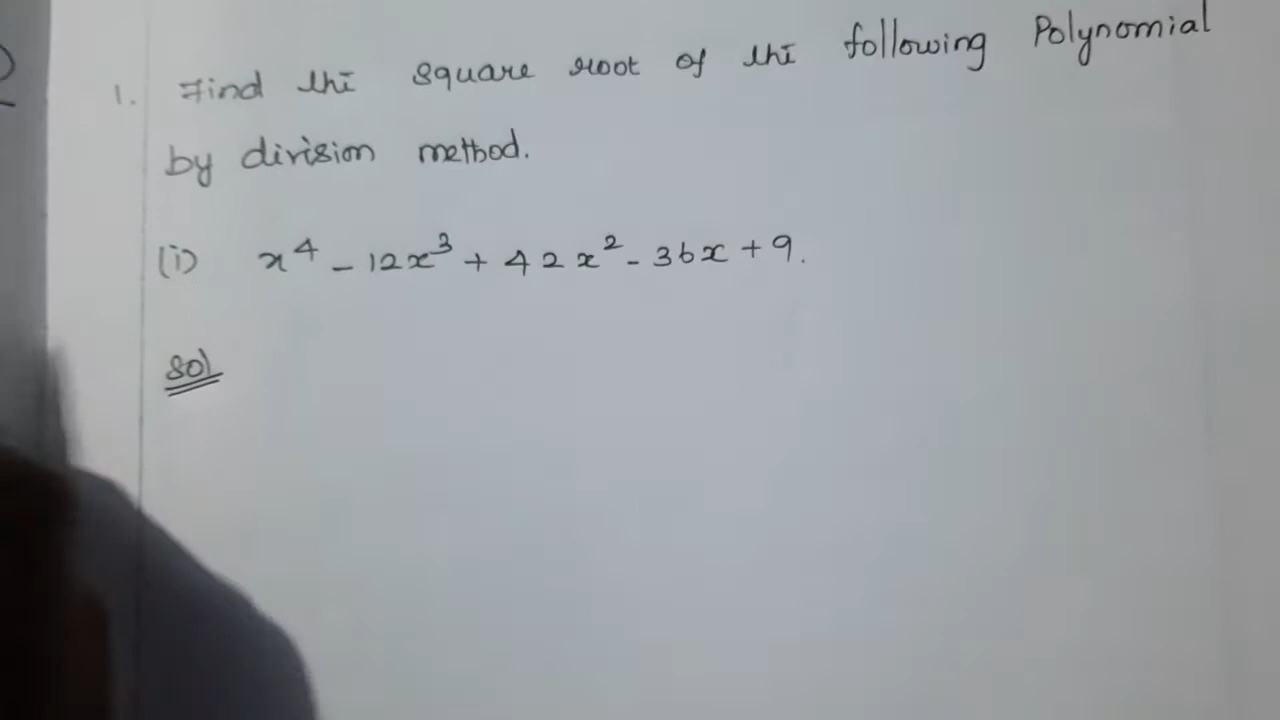 1. Find the square root of the following Polynomial
by division method.
(i) x⁴ - 12x³ + 42x² - 36x + 9.
Sol